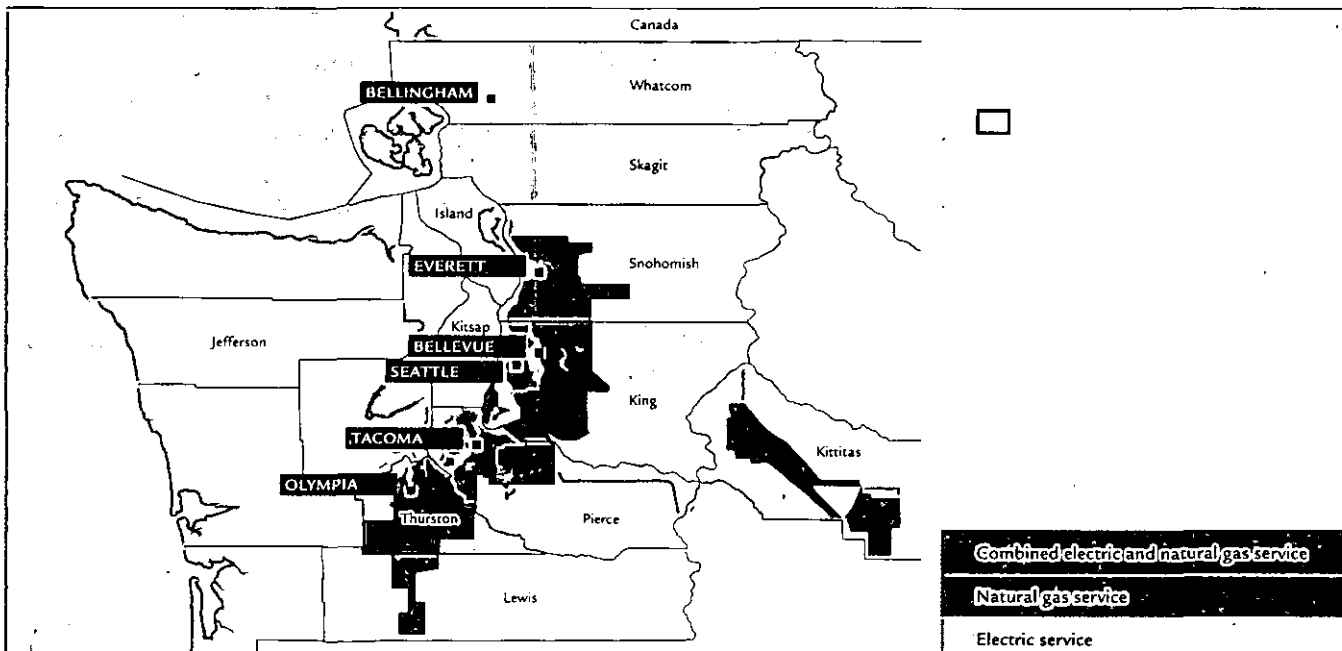 Canada
Whatcom
BELLINGHAM
Skagit
Island
EVERETT
Snohomish
Kitsap
Jefferson
BELLEVUE
SEATTLE
King
TACOMA
Kittitas
OLYMPIA
Thurston
Pierce
Combined electric and natural gas service
Lewis
Natural gas service
Electric service